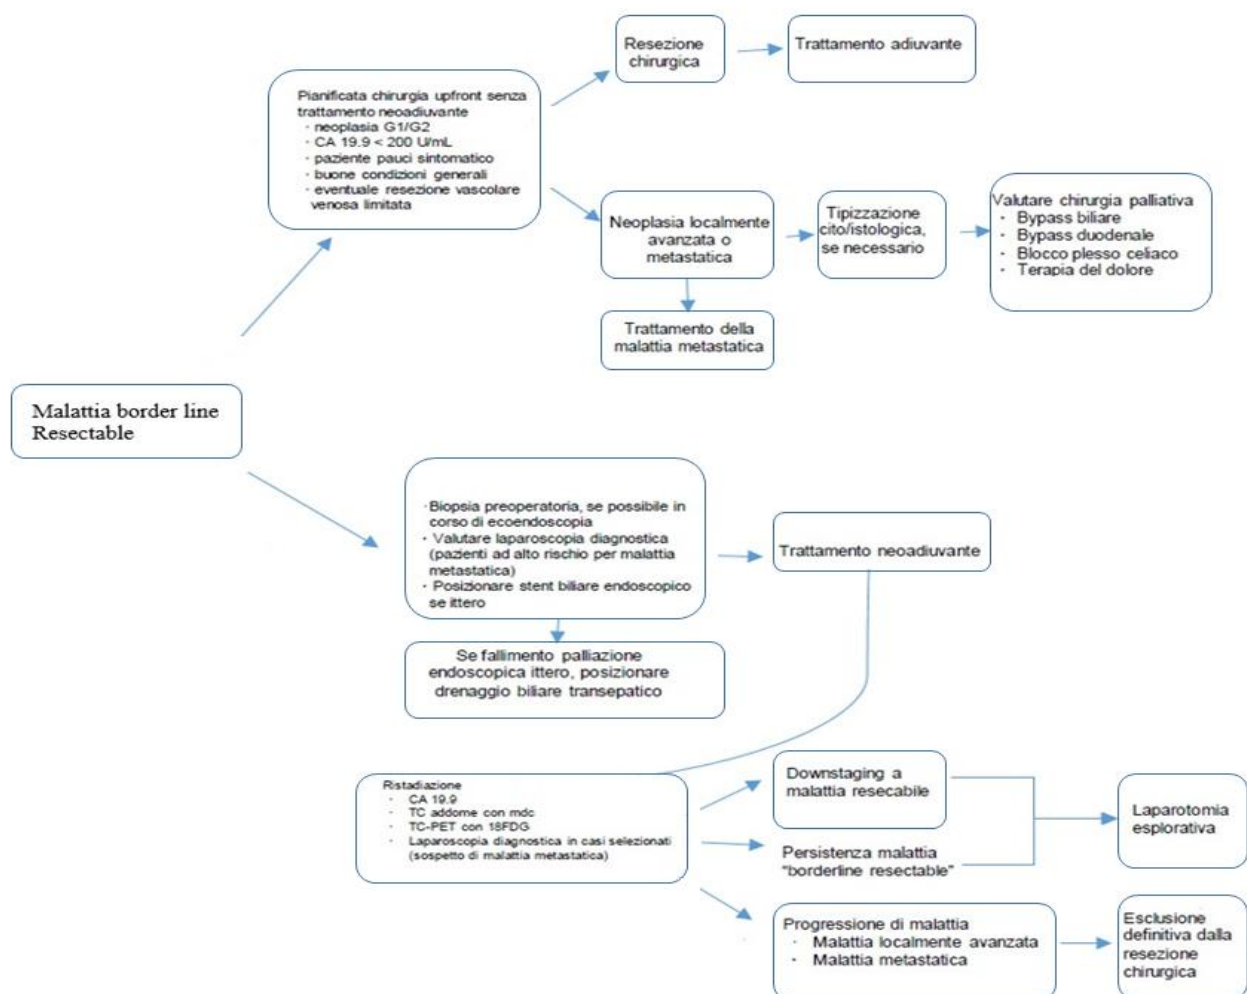 Resezione
chirurgica
Trattamento adiuvante
Pianificata chirurgia upfront senza
trattamento neoadiuvante
· neoplasia G1/G2
· CA 19.9 < 200 U/mL
· paziente pauci sintomatico
· buone condizioni generali
· eventuale resezione vascolare
venosa limitata
Neoplasia localmente
avanzata o
metastatica
Tipizzazione
cito/istologica,
se necessario
Valutare chirurgia palliativa
· Bypass biliare
· Bypass duodenale
· Blocco plesso celiaco
· Terapia del dolore
Trattamento della
malattia metastatica
Malattia border line
Resectable
·Biopsia preoperatoria, se possibile in
corso di ecoendoscopia
· Valutare laparoscopia diagnostica
(pazienti ad alto rischio per malattia
metastatica)
· Posizionare stent biliare endoscopico
se ittero
Trattamento neoadiuvante
Se fallimento palliazione
endoscopica ittero, posizionare
drenaggio biliare transepatico
Ristadiazione
· CA 19.9
· TC addome con mdc
· TC-PET con 18FDG
· Laparoscopia diagnostica in casi selezionati
(sospetto di malattia metastatica)
Downstaging a
malattia resecabile
Persistenza malattia
"borderline resectable"
Laparotomia
esplorativa
Progressione di malattia
· Malattia localmente avanzata
· Malattia metastatica
Esclusione
definitiva dalla
resezione
chirurgica